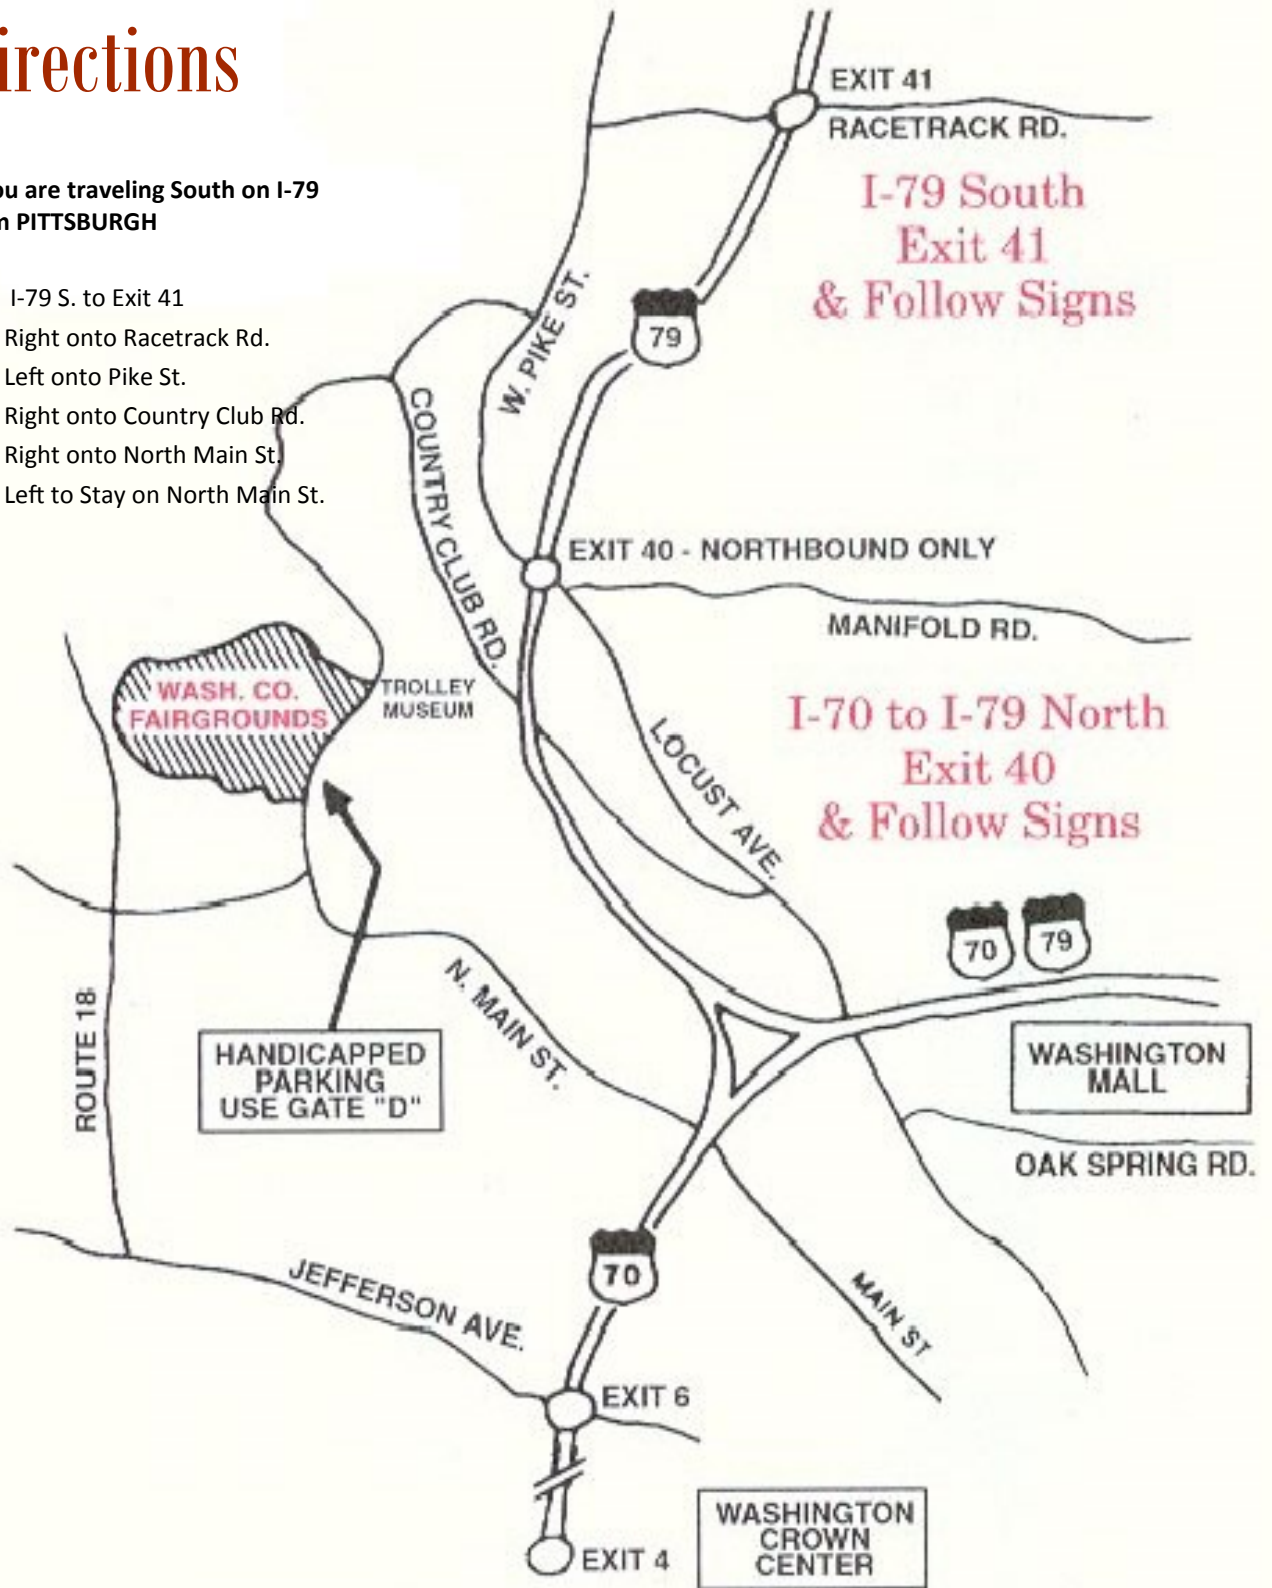 irections
ou are traveling South on I-79
m PITTSBURGH
I-79 S. to Exit 41
Right onto Racetrack Rd.
Left onto Pike St.
Right onto Country Club Rd.
Right onto North Main St.
Left to Stay on North Main St.
EXIT 41
RACETRACK RD.
I-79 South
Exit 41
& Follow Signs
79
W. PIKE ST.
COUNTRY CLUB RD.
EXIT 40 - NORTHBOUND ONLY
MANIFOLD RD.
WASH. CO.
FAIRGROUNDS
TROLLEY
MUSEUM
LOCUST AVE.
I-70 to I-79 North
Exit 40
& Follow Signs
70
79
N. MAIN ST.
ROUTE 18
HANDICAPPED
PARKING
USE GATE "D"
WASHINGTON
MALL
OAK SPRING RD.
70
JEFFERSON AVE.
MAIN ST
EXIT 6
WASHINGTON
CROWN
CENTER
EXIT 4